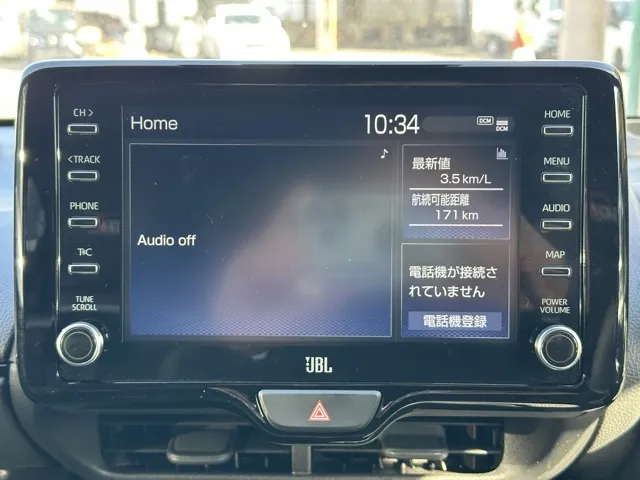 CH >
< TRACK
PHONE
T·C
TUNE
SCROLL
Home
10:34
DCM
DCM
Audio off
最新値
3.5 km/L
航続可能距離
171 km
電話機が接続さ
れていません
電話機登録
HOME
MENU
AUDIO
MAP
POWER
VOLUME
JBL